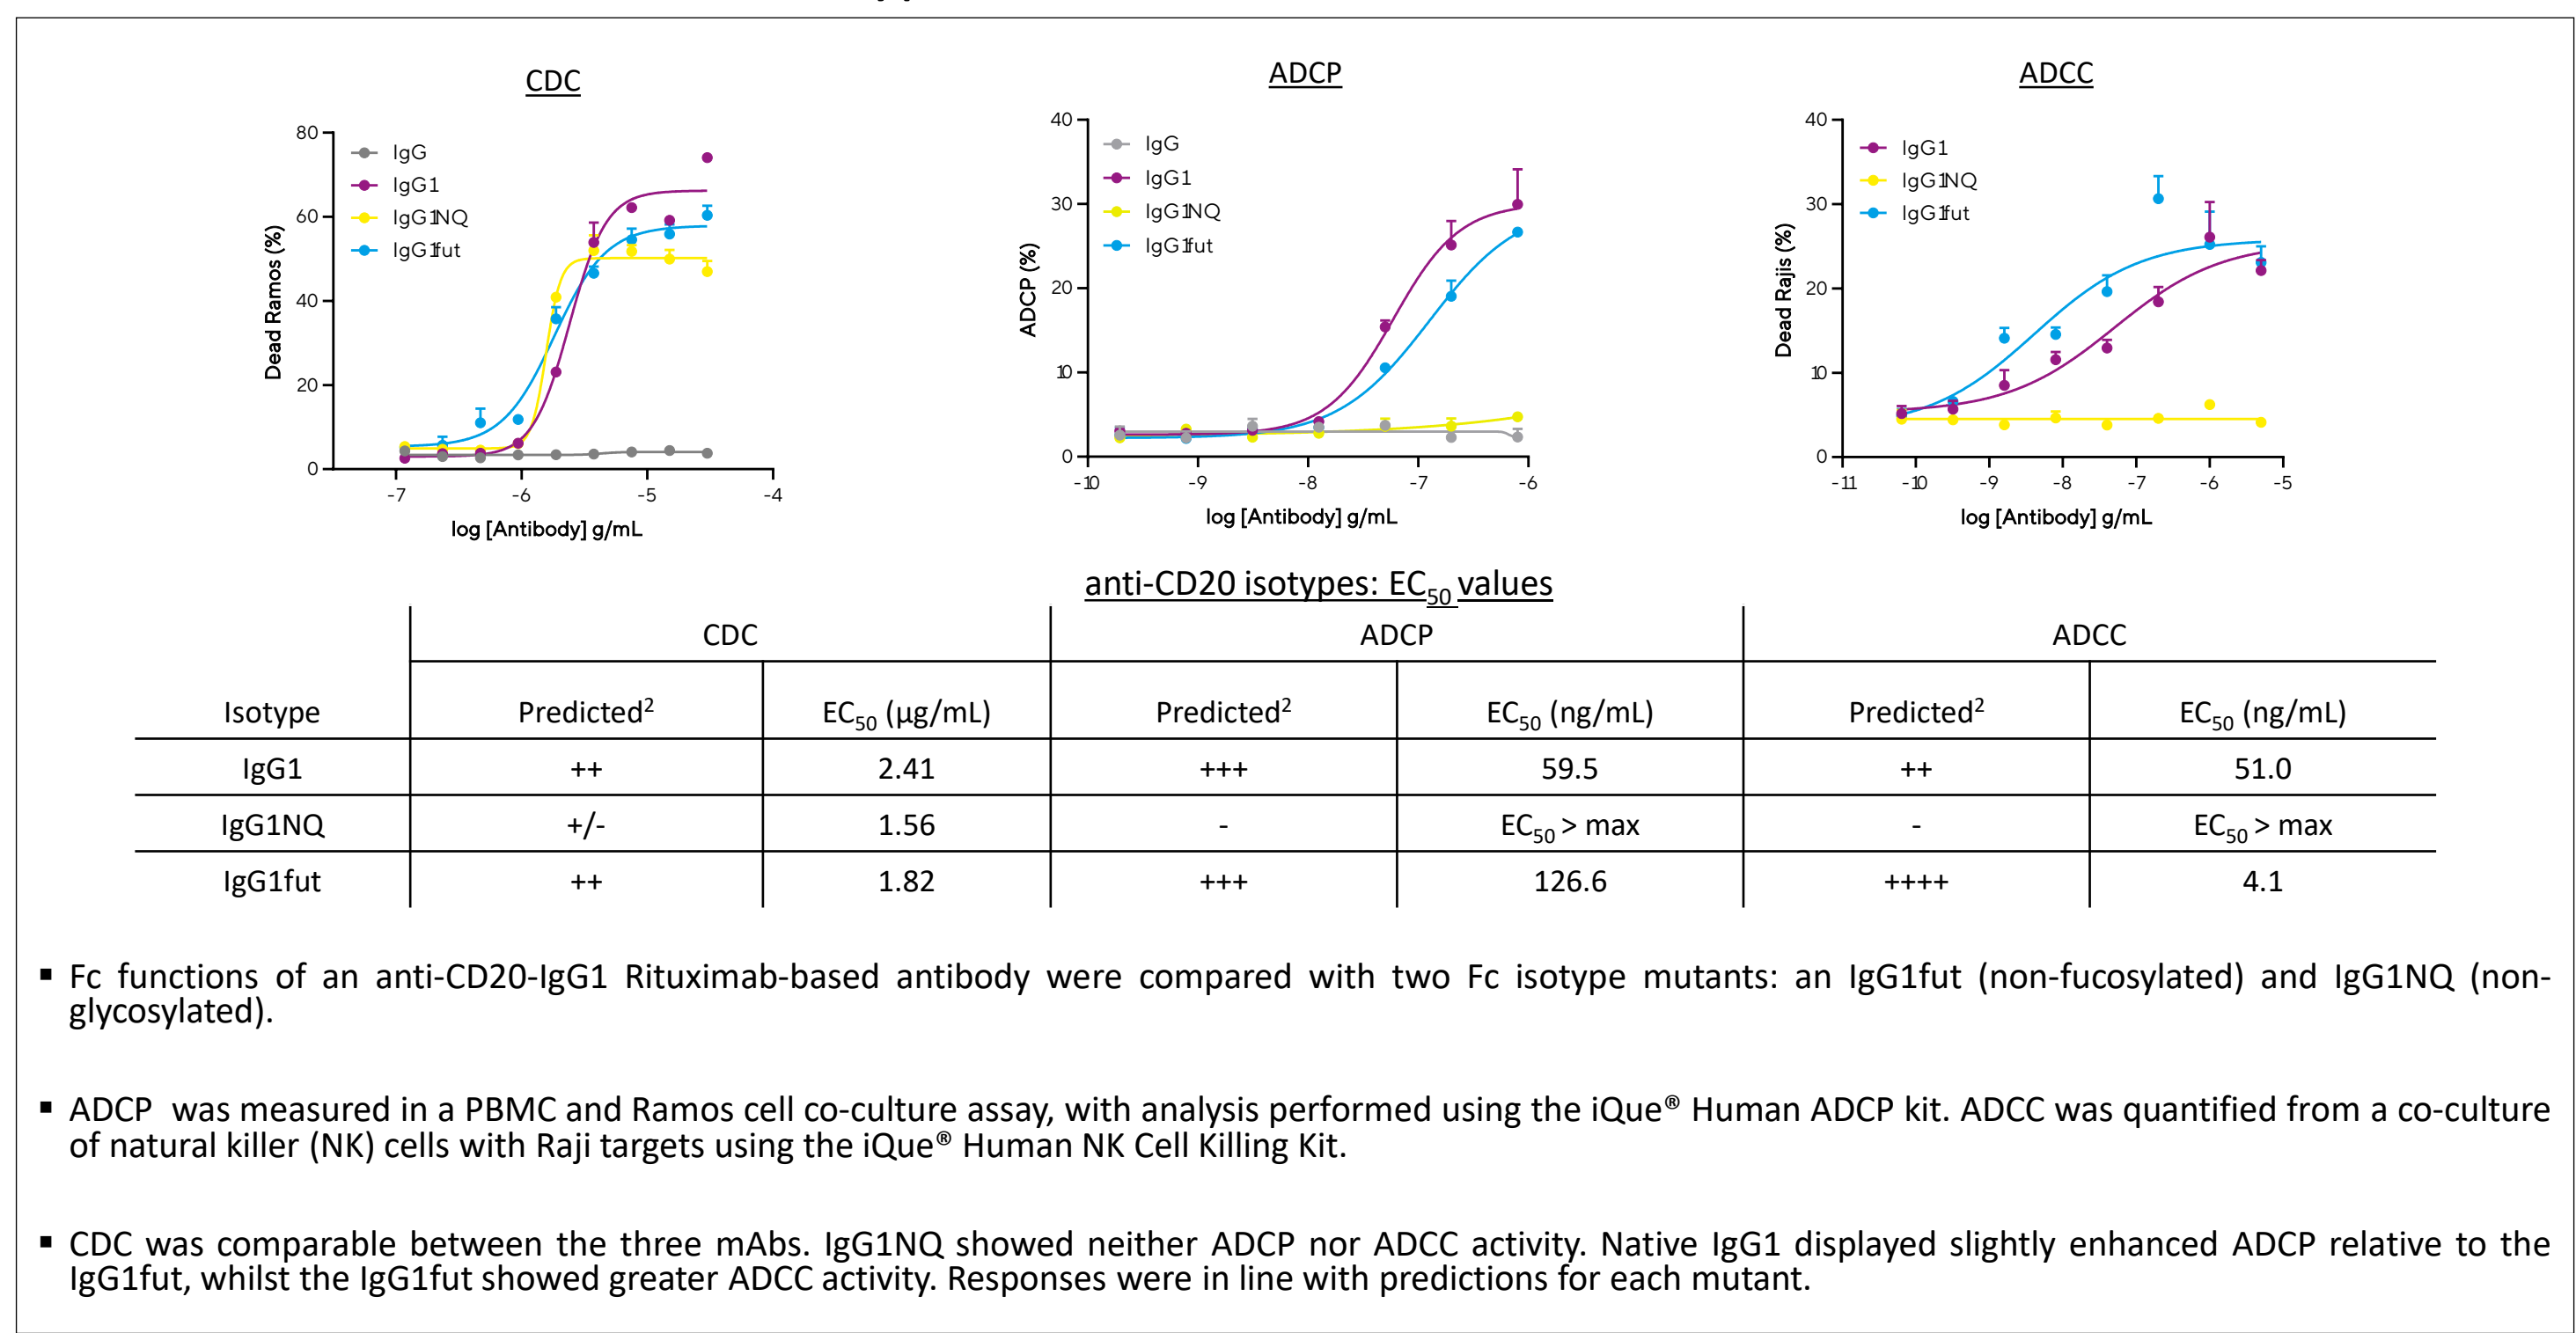 CDC
80
60
40
20
0
Dead Ramos (%)
IgG
IgG1
IgG1NQ
IgG1fut
-7
-6
-5
-4
log [Antibody] g/mL
ADCP
40
30
20
10
0
ADCP (%)
IgG
IgG1
IgG1NQ
IgG1fut
-10
-9
-8
-7
-6
log [Antibody] g/mL
ADCC
40
30
20
10
0
Dead Rajis (%)
IgG1
IgG1NQ
IgG1fut
-11
-10
-9
-8
-7
-6
-5
log [Antibody] g/mL
anti-CD20 isotypes: EC50 values
CDC ADCP ADCC
Isotype Predicted2 EC50 (µg/mL) Predicted2 EC50 (ng/mL) Predicted2 EC50 (ng/mL)
IgG1 ++ 2.41 +++ 59.5 ++ 51.0
IgG1NQ +/- 1.56 - EC50 > max - EC50 > max
IgG1fut ++ 1.82 +++ 126.6 ++++ 4.1
▪ Fc functions of an anti-CD20-IgG1 Rituximab-based antibody were compared with two Fc isotype mutants: an IgG1fut (non-fucosylated) and IgG1NQ (non-
glycosylated).
▪ ADCP was measured in a PBMC and Ramos cell co-culture assay, with analysis performed using the iQue® Human ADCP kit. ADCC was quantified from a co-culture
of natural killer (NK) cells with Raji targets using the iQue® Human NK Cell Killing Kit.
▪ CDC was comparable between the three mAbs. IgG1NQ showed neither ADCP nor ADCC activity. Native IgG1 displayed slightly enhanced ADCP relative to the
IgG1fut, whilst the IgG1fut showed greater ADCC activity. Responses were in line with predictions for each mutant.